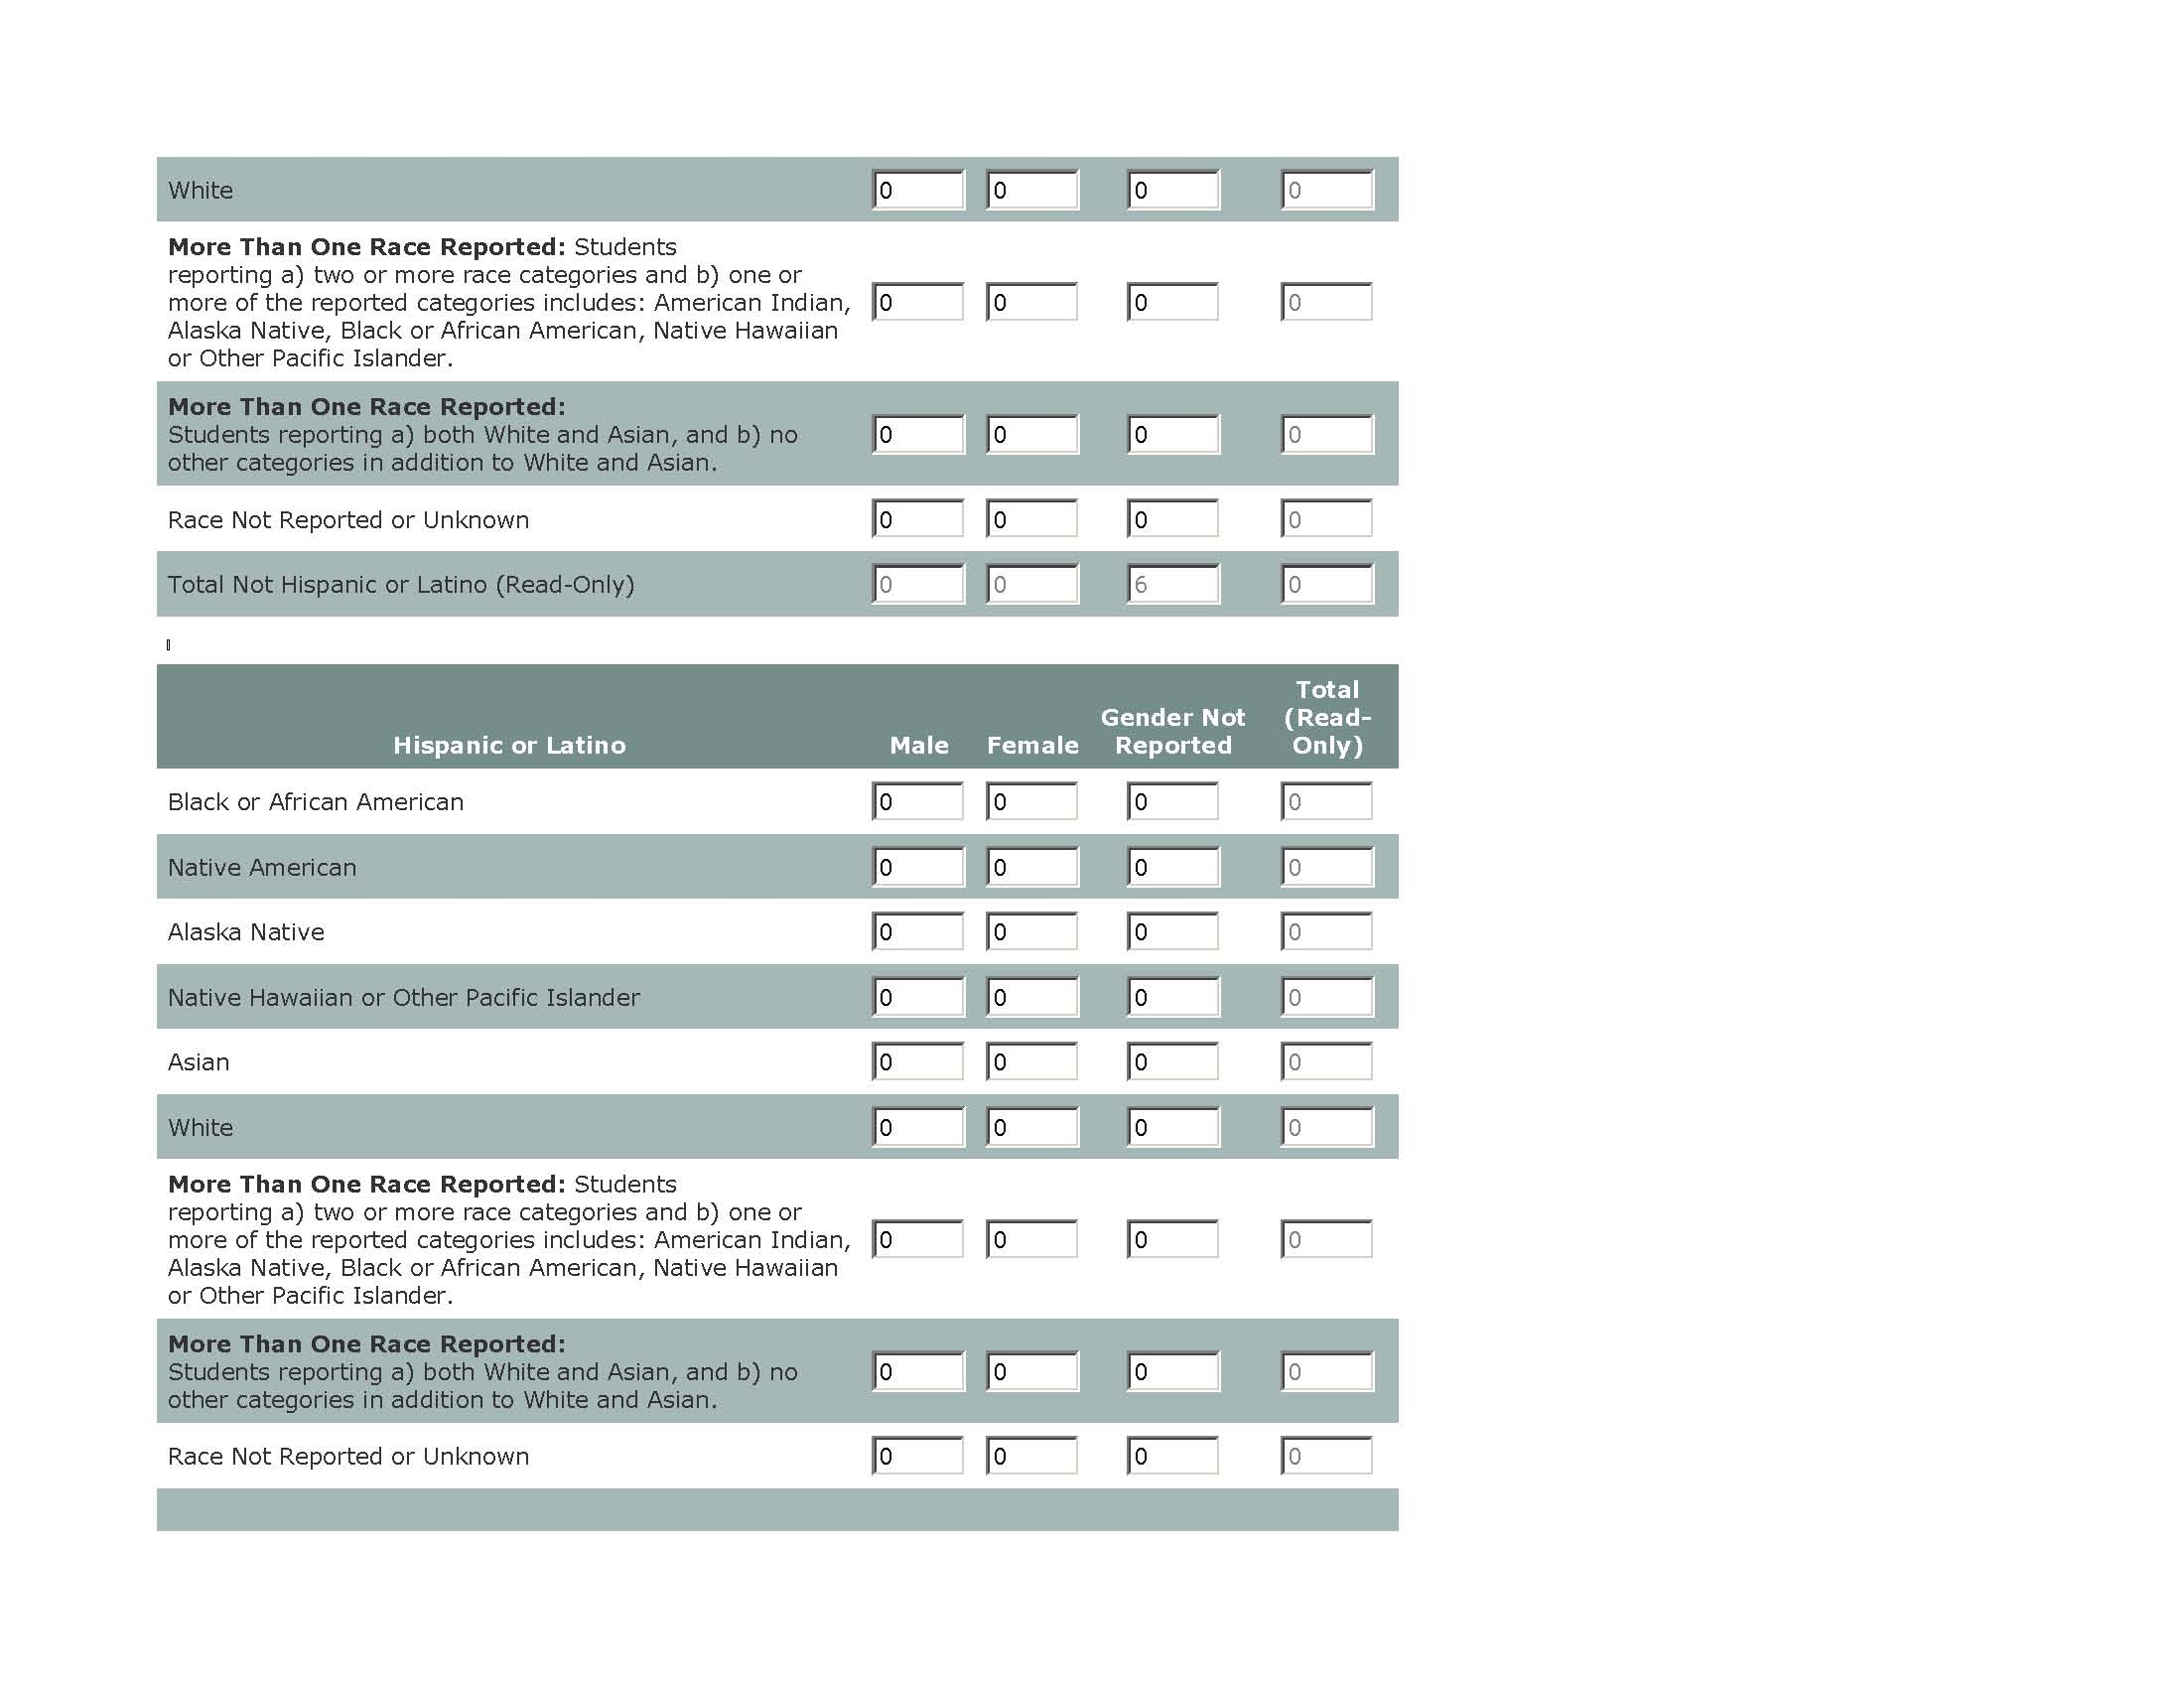 White 0 0 0 0
More Than One Race Reported: Students
reporting a) two or more race categories and b) one or
more of the reported categories includes: American Indian, 0 0 0 0
Alaska Native, Black or African American, Native Hawaiian
or Other Pacific Islander.
More Than One Race Reported:
Students reporting a) both White and Asian, and b) no 0 0 0 0
other categories in addition to White and Asian.
Race Not Reported or Unknown 0 0 0 0
Total Not Hispanic or Latino (Read-Only) 0 0 6 0
Total
Gender Not (Read-
Hispanic or Latino Male Female Reported Only)
Black or African American 0 0 0 0
Native American 0 0 0 0
Alaska Native 0 0 0 0
Native Hawaiian or Other Pacific Islander 0 0 0 0
Asian 0 0 0 0
White 0 0 0 0
More Than One Race Reported: Students
reporting a) two or more race categories and b) one or
more of the reported categories includes: American Indian, 0 0 0 0
Alaska Native, Black or African American, Native Hawaiian
or Other Pacific Islander.
More Than One Race Reported:
Students reporting a) both White and Asian, and b) no 0 0 0 0
other categories in addition to White and Asian.
Race Not Reported or Unknown 0 0 0 0